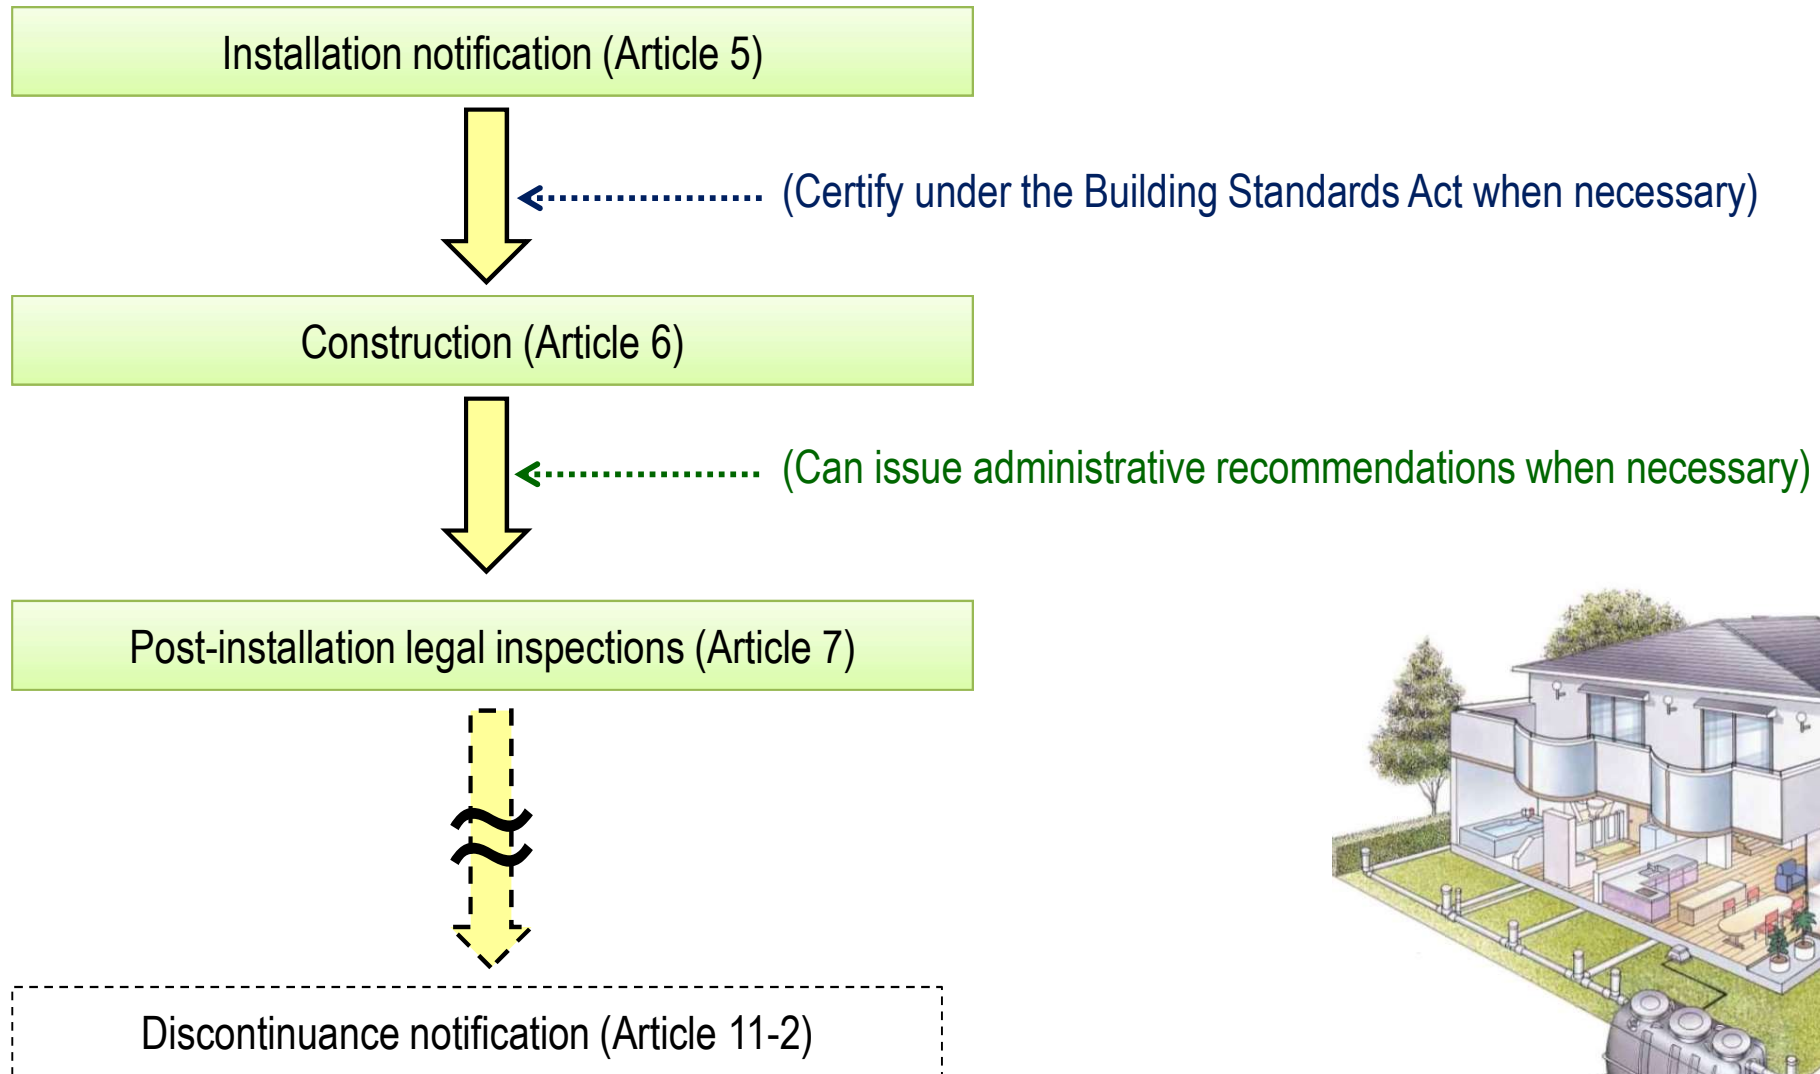 Installation notification (Article 5)
(Certify under the Building Standards Act when necessary)
Construction (Article 6)
(Can issue administrative recommendations when necessary)
Post-installation legal inspections (Article 7)
Discontinuance notification (Article 11-2)